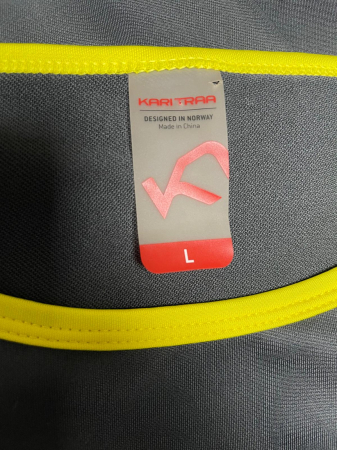 KARI TRAA
DESIGNED IN NORWAY
Made in China
L